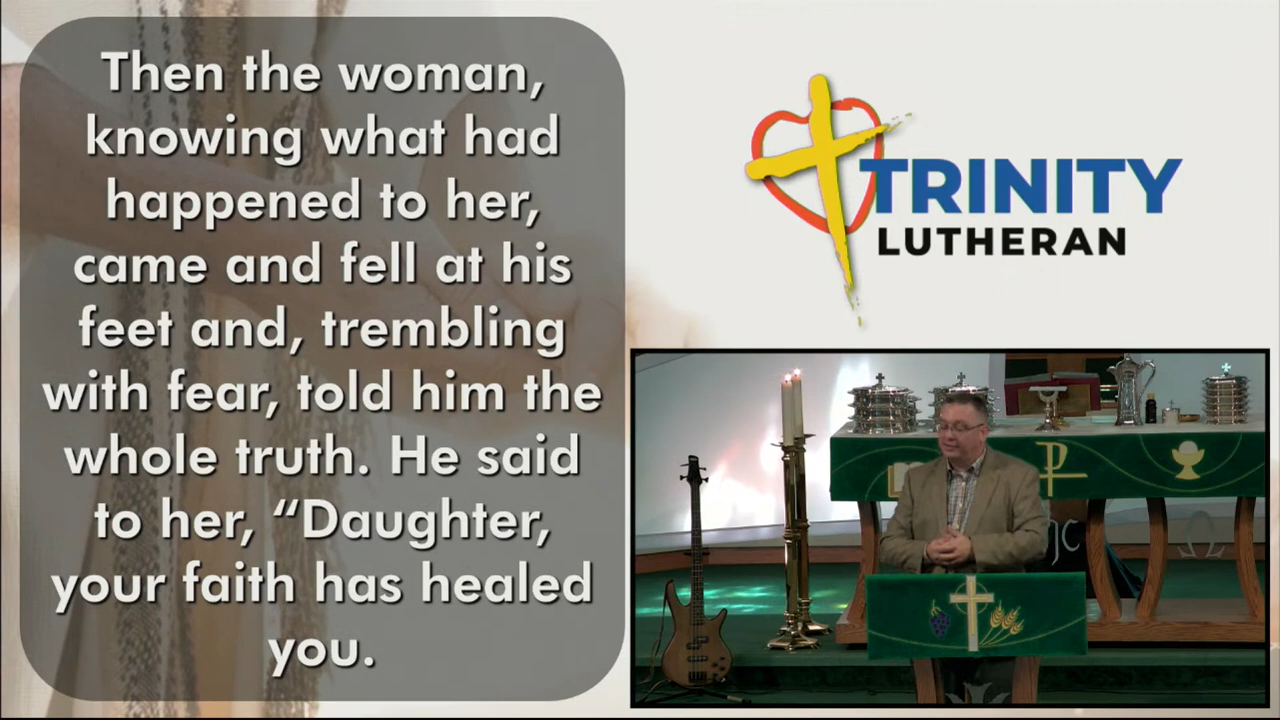 Then the woman,
knowing what had
happened to her,
came and fell at his
feet and, trembling
with fear, told him the
whole truth. He said
to her, “Daughter,
your faith has healed
you.
TRINITY
LUTHERAN